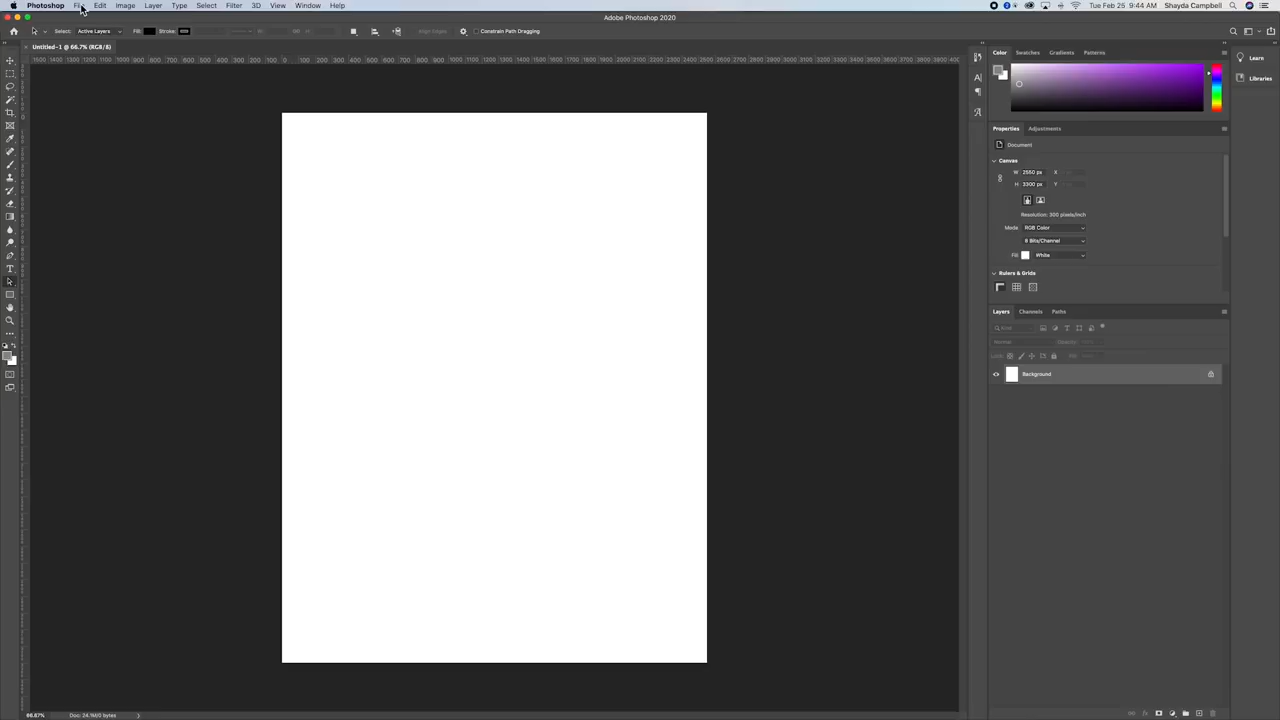 Photoshop File Edit Image Layer Type Select Filter 3D View Window Help Tue Feb 25 9:44 AM Shayda Campbell
Adobe Photoshop 2020
Select: Active Layers Fill: Stroke: Align Edges Constrain Path Dragging
Untitled-1 @ 66.7% (RGB/8)
Color Swatches Gradients Patterns
Learn
Libraries
Properties Adjustments
Document
Canvas
W 2550 px X
H 3300 px Y
Resolution: 300 pixels/inch
Mode RGB Color
8 Bits/Channel
Fill White
Rulers & Grids
Layers Channels Paths
Kind
Normal Opacity:
Lock: Fill:
Background
66.67% Doc: 24.1M/0 bytes